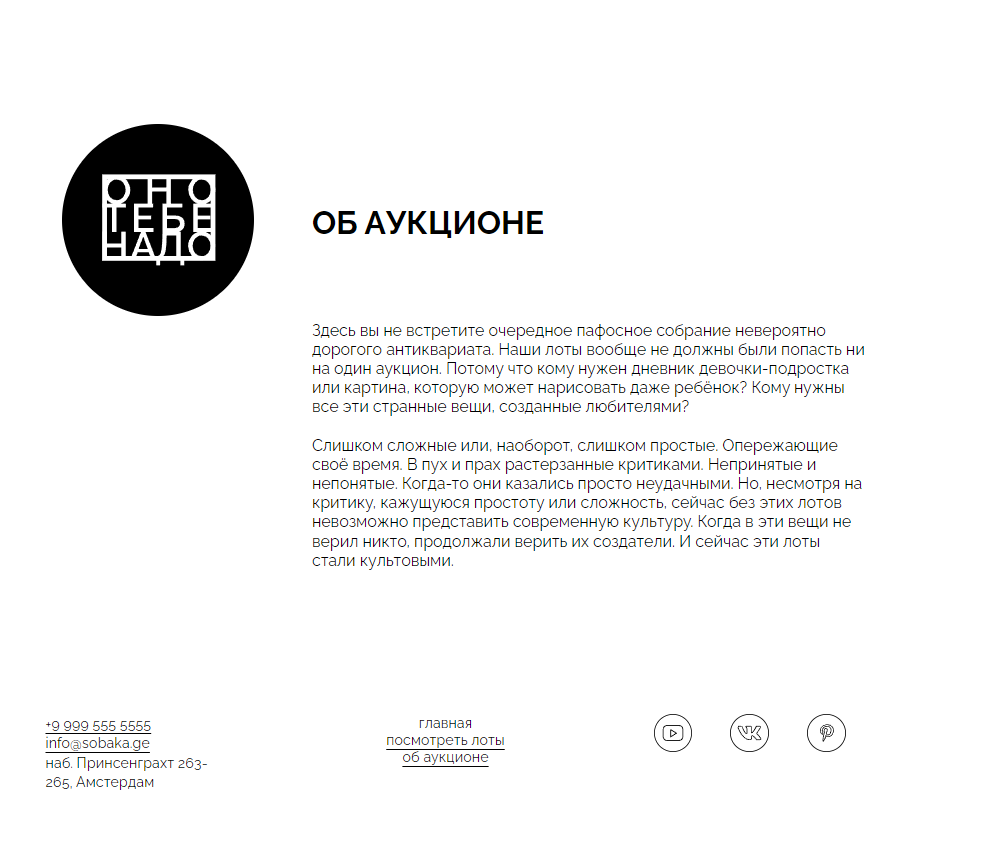 ОНО
ТЕБЕ
НАДО
ОБ АУКЦИОНЕ
Здесь вы не встретите очередное пафосное собрание невероятно
дорогого антиквариата. Наши лоты вообще не должны были попасть ни
на один аукцион. Потому что кому нужен дневник девочки-подростка
или картина, которую может нарисовать даже ребёнок? Кому нужны
все эти странные вещи, созданные любителями?
Слишком сложные или, наоборот, слишком простые. Опережающие
своё время. В пух и прах растерзанные критиками. Непринятые и
непонятые. Когда-то они казались просто неудачными. Но, несмотря на
критику, кажущуюся простоту или сложность, сейчас без этих лотов
невозможно представить современную культуру. Когда в эти вещи не
верил никто, продолжали верить их создатели. И сейчас эти лоты
стали культовыми.
+9 999 555 5555
info@sobaka.ge
наб. Принсенграхт 263-
265, Амстердам
главная
посмотреть лоты
об аукционе